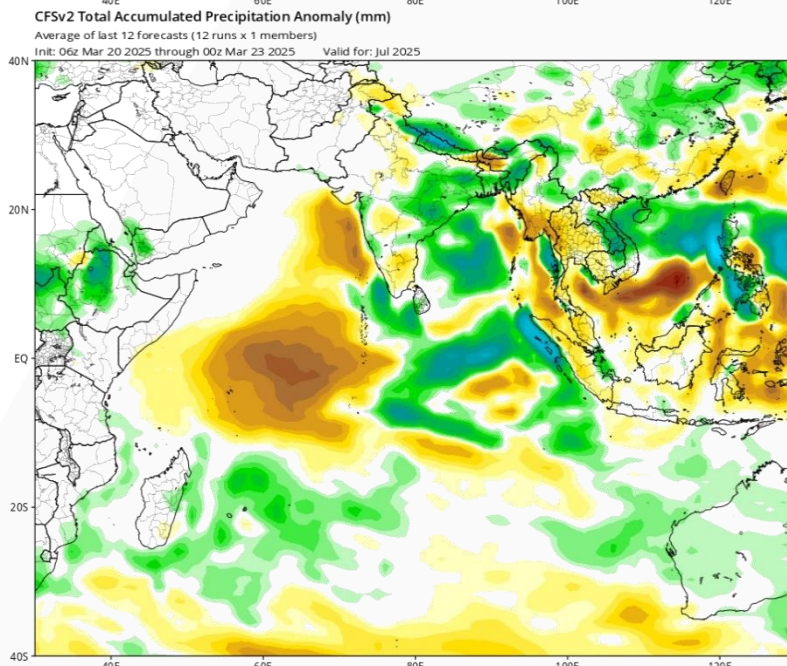 40E 60E 80E 100E 120E
CFSv2 Total Accumulated Precipitation Anomaly (mm)
Average of last 12 forecasts (12 runs x 1 members)
Init: 06z Mar 20 2025 through 00z Mar 23 2025 Valid for: Jul 2025
40N
20N
EQ
20S
40S
40E 60E 80E 100E 120E